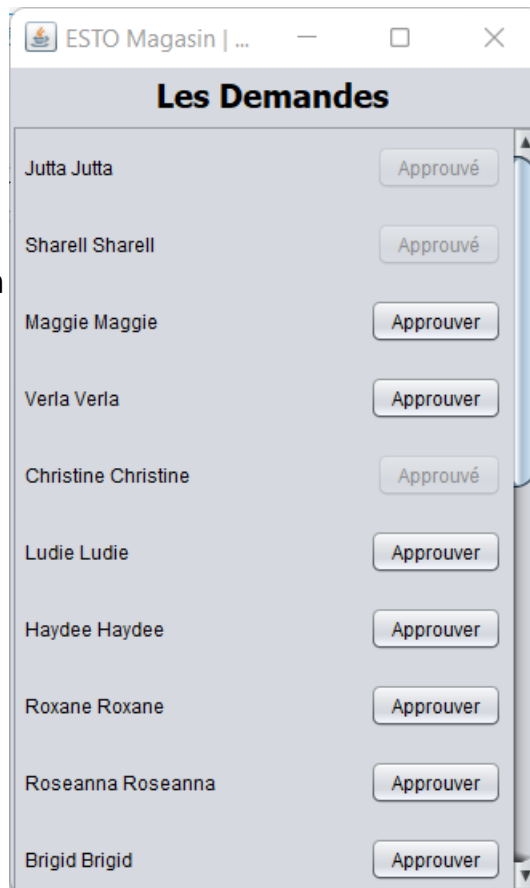 ESTO Magasin | ...
Les Demandes
Jutta Jutta Approuvé
Sharell Sharell Approuvé
Maggie Maggie Approuver
Verla Verla Approuver
Christine Christine Approuvé
Ludie Ludie Approuver
Haydee Haydee Approuver
Roxane Roxane Approuver
Roseanna Roseanna Approuver
Brigid Brigid Approuver